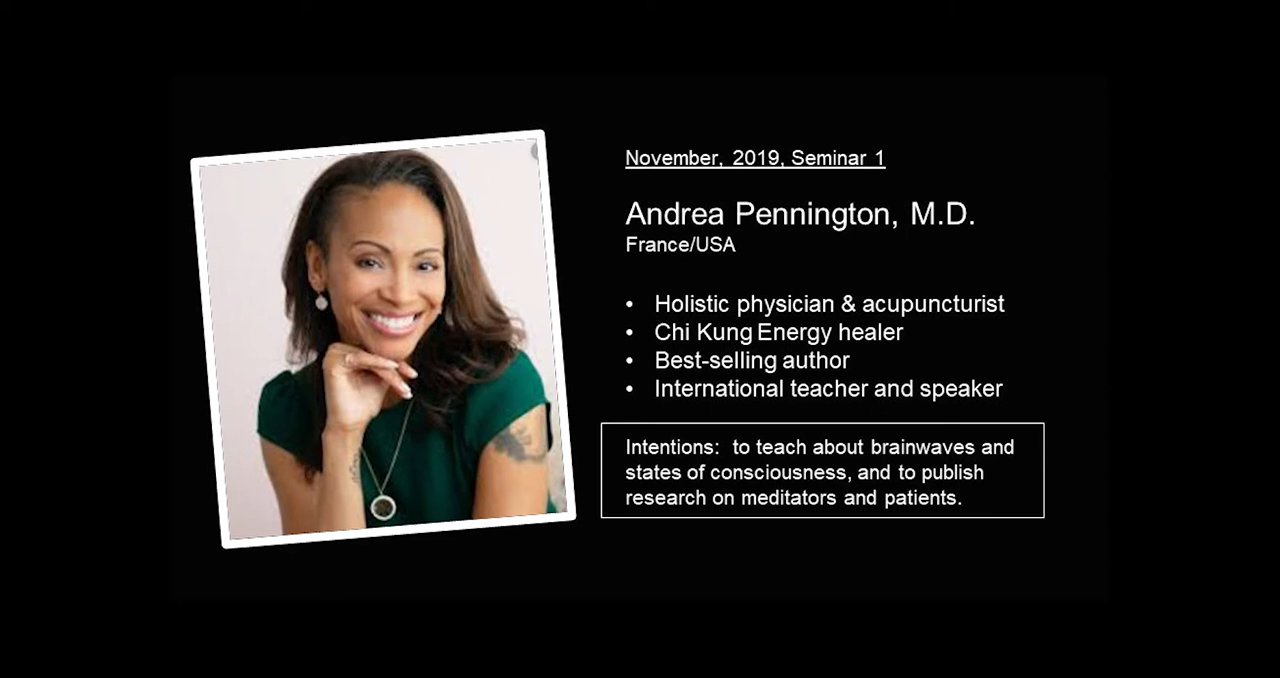 November, 2019, Seminar 1
Andrea Pennington, M.D.
France/USA
• Holistic physician & acupuncturist
• Chi Kung Energy healer
• Best-selling author
• International teacher and speaker
Intentions:  to teach about brainwaves and
states of consciousness, and to publish
research on meditators and patients.